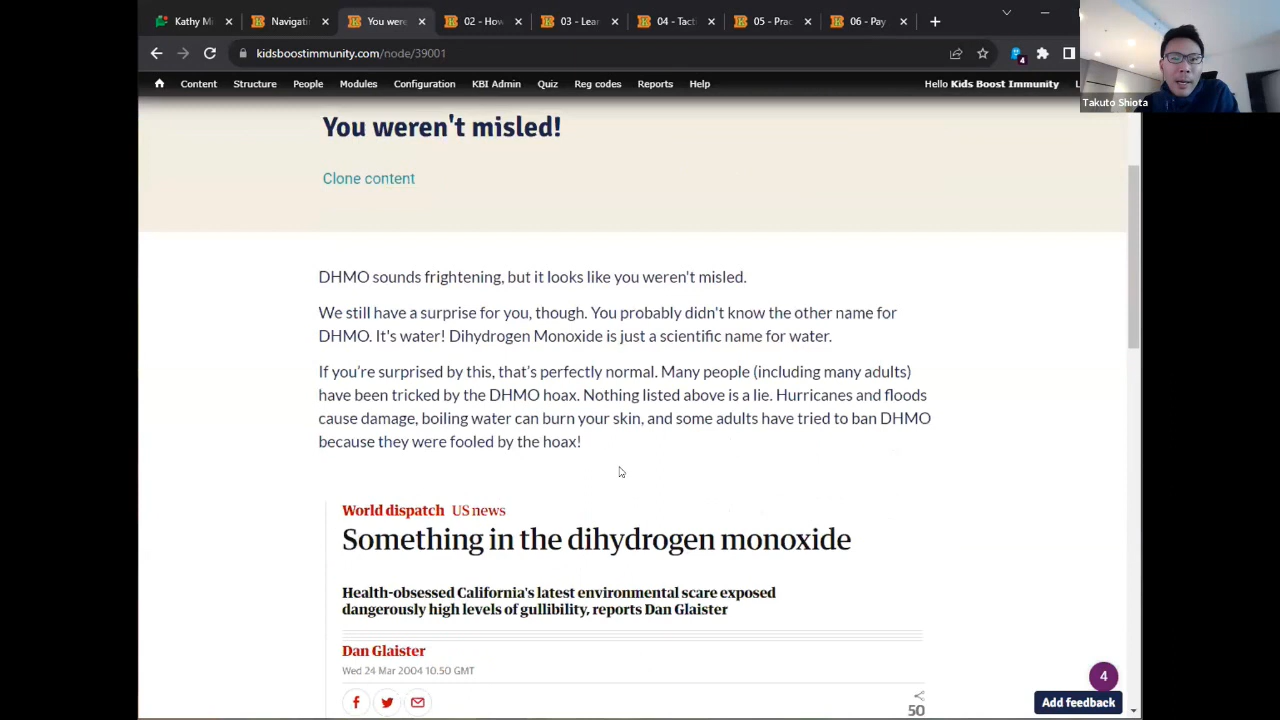 Kathy Mi
Navigati
You were
02 - How
03 - Lear
04 - Tacti
05 - Prac
06 - Pay
kidsboostimmunity.com/node/39001
4
Content Structure People Modules Configuration KBI Admin Quiz Reg codes Reports Help Hello Kids Boost Immunity L
Takuto Shiota
You weren't misled!
Clone content
DHMO sounds frightening, but it looks like you weren't misled.
We still have a surprise for you, though. You probably didn't know the other name for
DHMO. It's water! Dihydrogen Monoxide is just a scientific name for water.
If you’re surprised by this, that’s perfectly normal. Many people (including many adults)
have been tricked by the DHMO hoax. Nothing listed above is a lie. Hurricanes and floods
cause damage, boiling water can burn your skin, and some adults have tried to ban DHMO
because they were fooled by the hoax!
World dispatch US news
Something in the dihydrogen monoxide
Health-obsessed California's latest environmental scare exposed
dangerously high levels of gullibility, reports Dan Glaister
Dan Glaister
Wed 24 Mar 2004 10.50 GMT
50
4
Add feedback